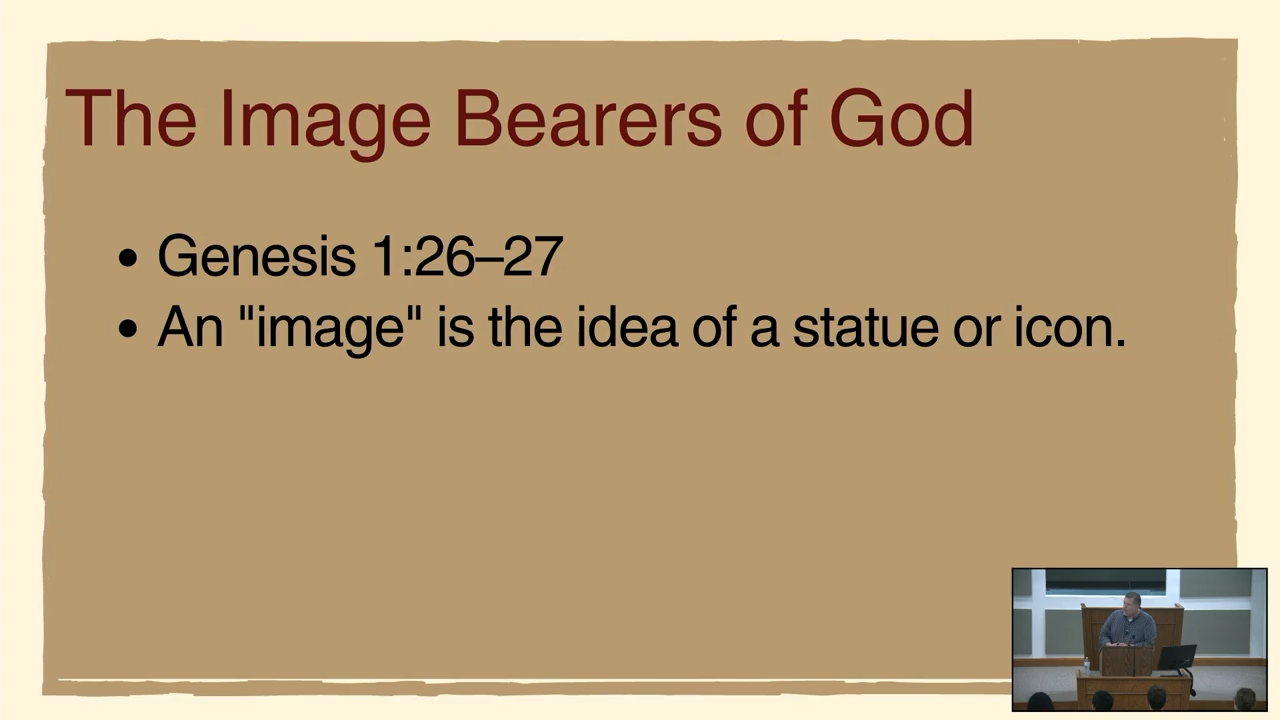 The Image Bearers of God
• Genesis 1:26–27
• An "image" is the idea of a statue or icon.